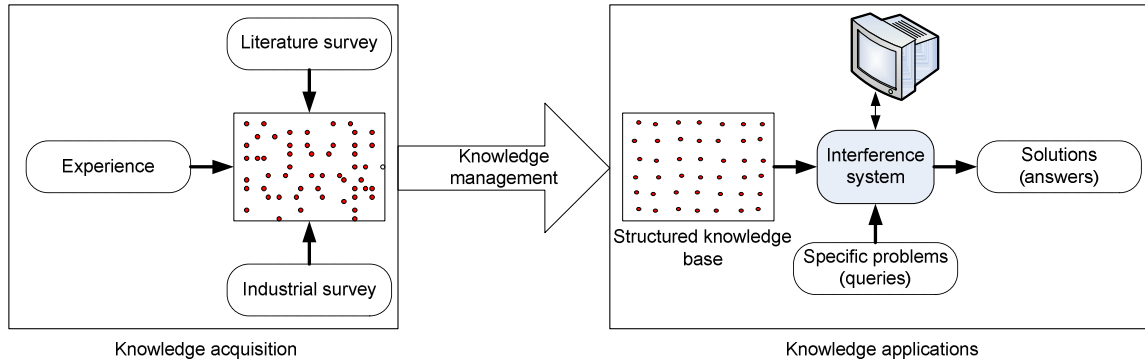 Literature survey
Experience
Industrial survey
Knowledge acquisition
Knowledge
management
Structured knowledge
base
Interference
system
Solutions
(answers)
Specific problems
(queries)
Knowledge applications